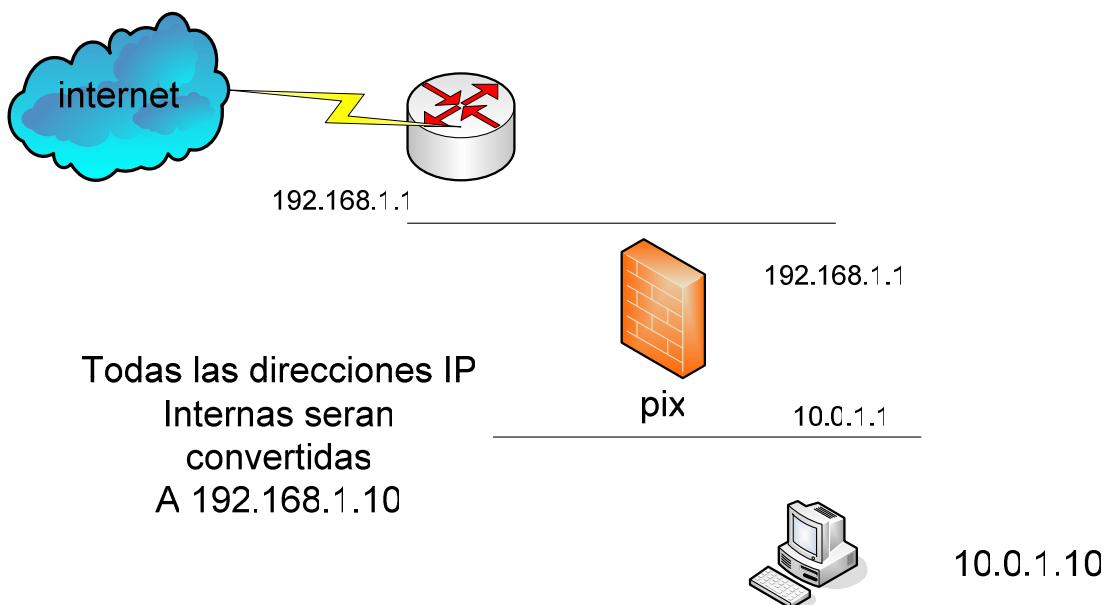 internet
192.168.1.1
192.168.1.1
Todas las direcciones IP
Internas seran
convertidas
A 192.168.1.10
pix
10.0.1.1
10.0.1.10